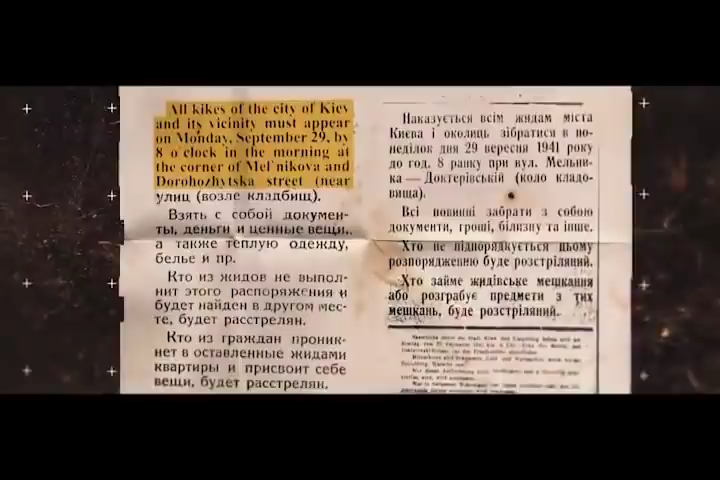 All kikes of the city of Kiev
and its vicinity must appear
on Monday, September 29, by
8 o'clock in the morning at
the corner of Mel'nikova and
Dorohozhytska street (near
улиц (возле кладбищ).
Взять с собой докумен-
ты, деньги и ценные вещи,
а также теплую одежду,
белье и пр.
Кто из жидов не выпол-
нит этого распоряжения и
будет найден в другом мес-
те, будет расстрелян.
Кто из граждан проник-
нет в оставленные жидами
квартиры и присвоит себе
вещи, будет расстрелян.
Наказується всім жидам міста
Києва і околиць зібратися в по-
неділок дня 29 вересня 1941 року
до год. 8 ранку при вул. Мельни-
ка — Доктерівській (коло кладо-
вища).
Всі повинні забрати з собою
документи, гроші, білизну та інше.
Хто не підпорядкується цьому
розпорядженню буде розстріляний.
Хто займе жидівське мешкання
або розграбує предмети з тих
мешкань, буде розстріляний.